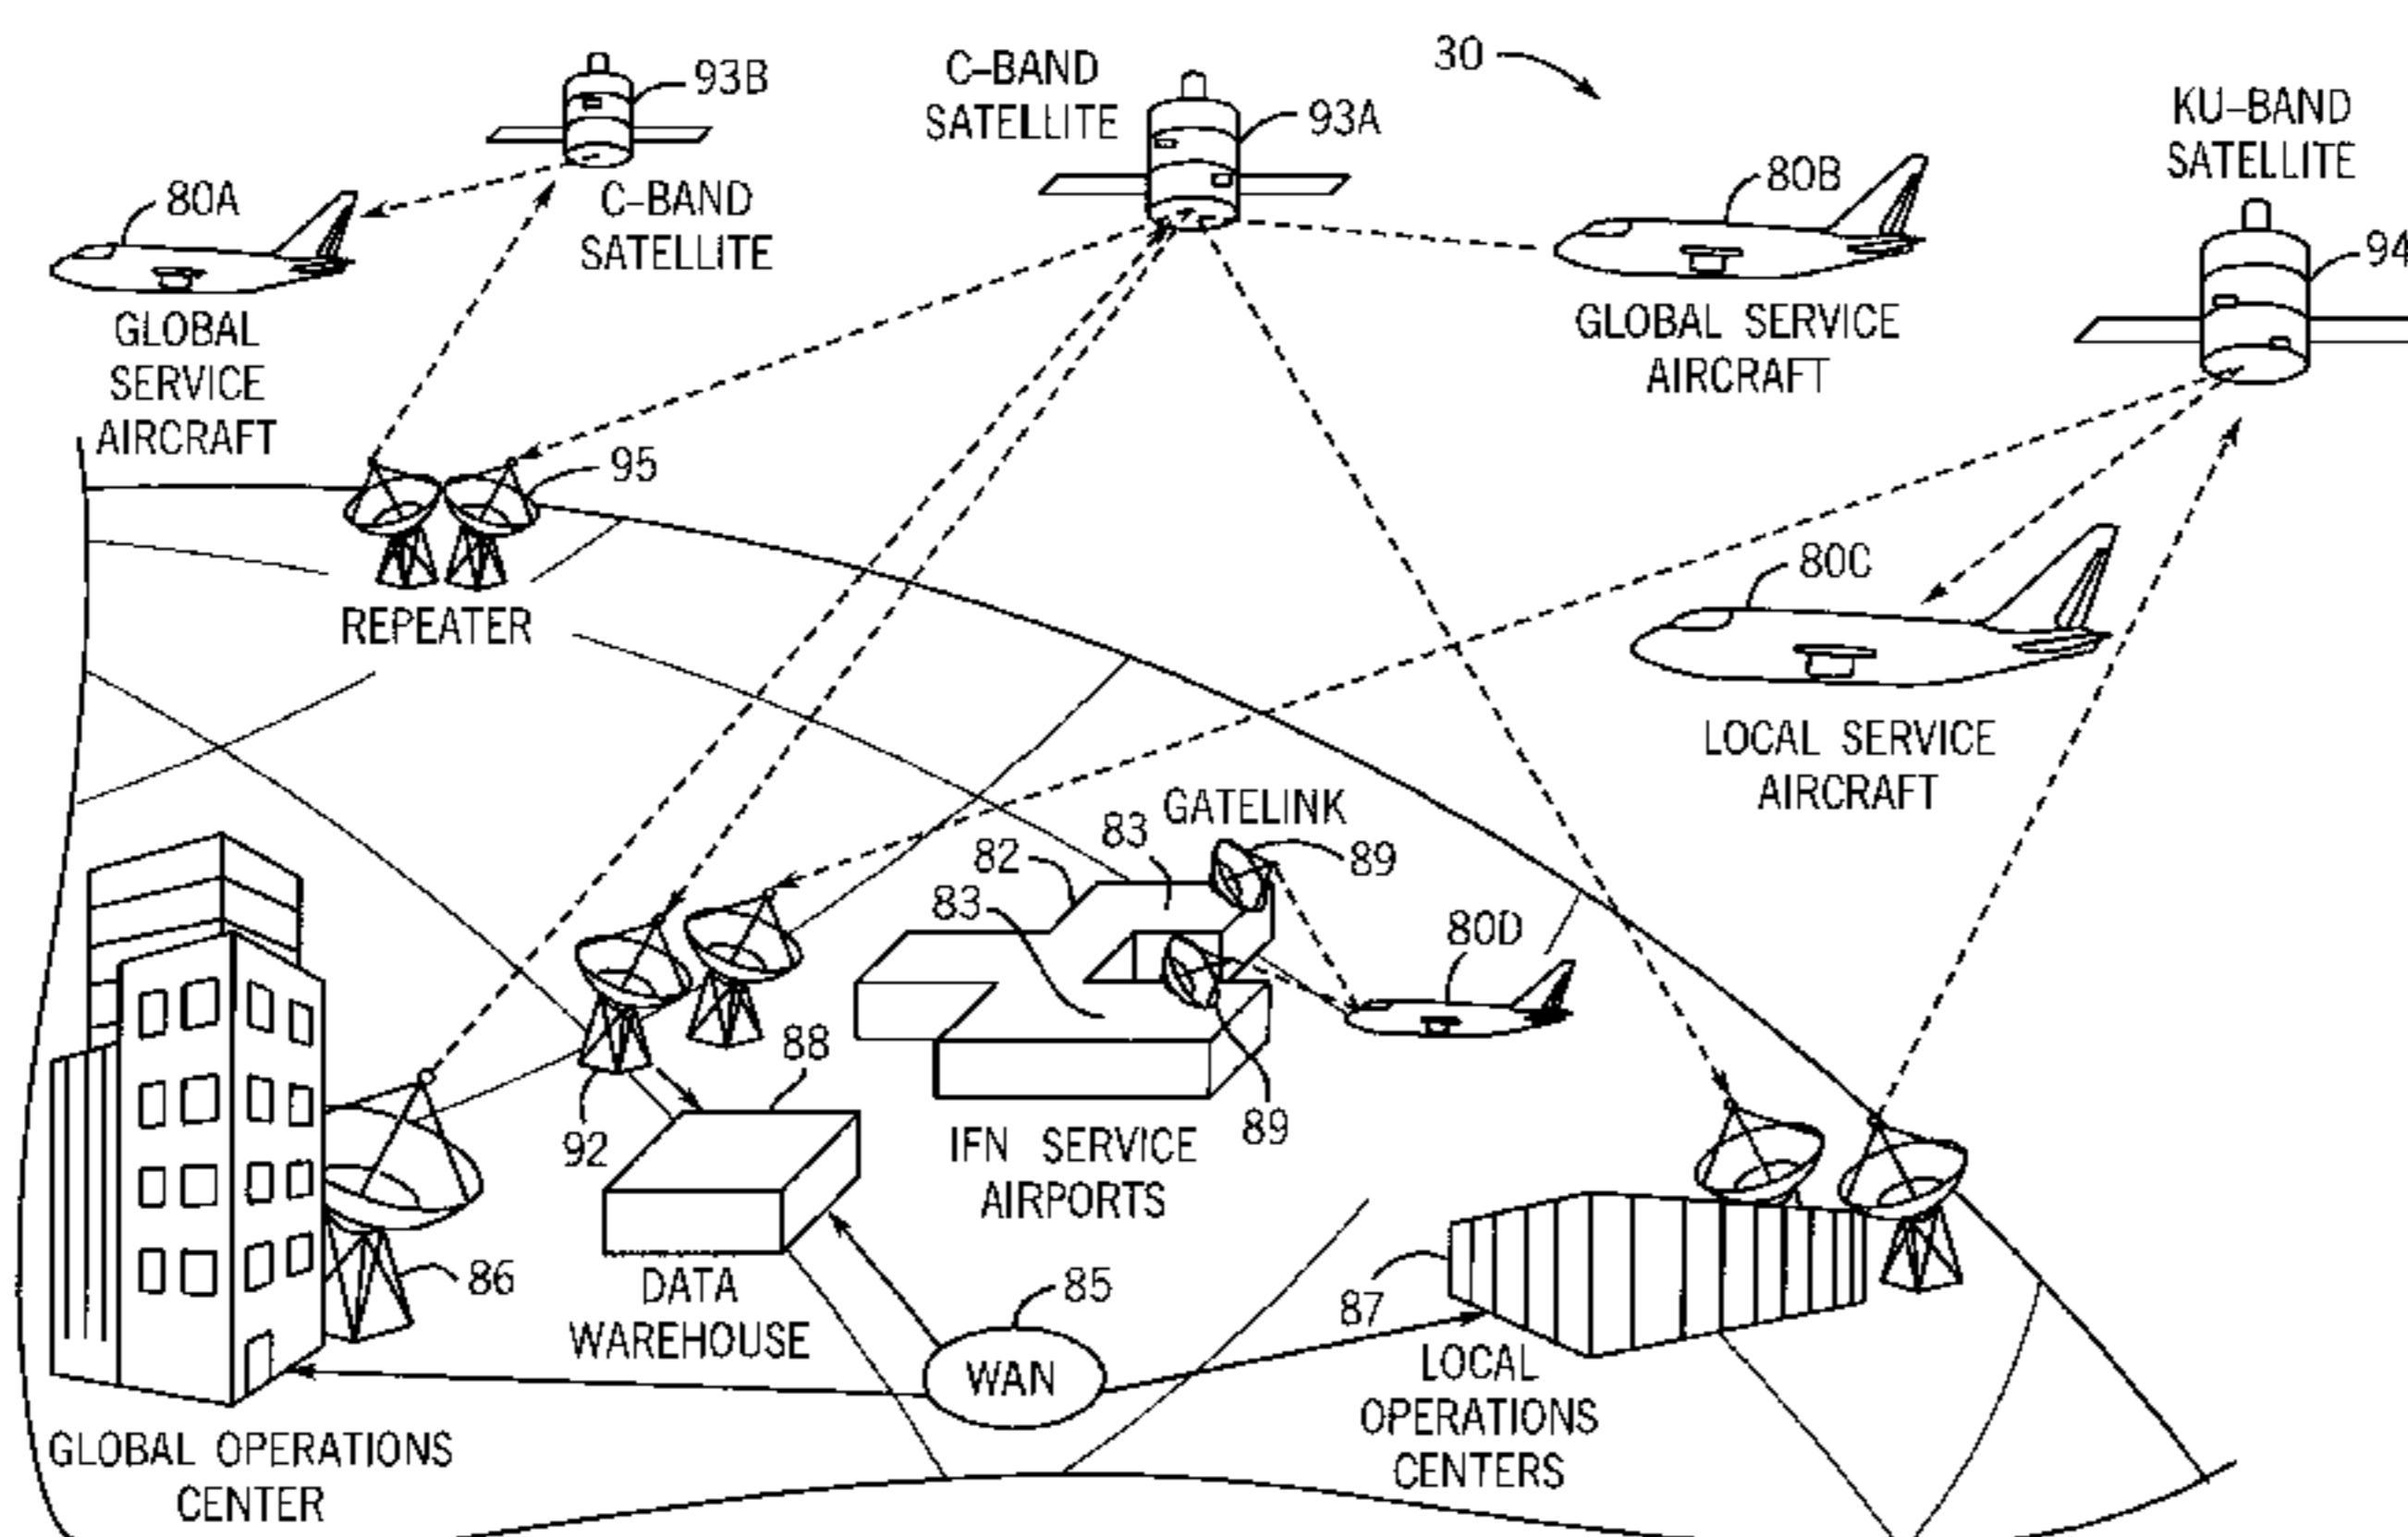 93B
C-BAND
SATELLITE
93A
30
KU-BAND
SATELLITE
80A
C-BAND
SATELLITE
80B
94
GLOBAL
SERVICE
AIRCRAFT
GLOBAL SERVICE
AIRCRAFT
95
80C
REPEATER
LOCAL SERVICE
AIRCRAFT
GATELINK
82
83
89
83
80D
88
92
89
IFN SERVICE
AIRPORTS
86
DATA
WAREHOUSE
85
87
WAN
LOCAL
OPERATIONS
CENTERS
GLOBAL OPERATIONS
CENTER